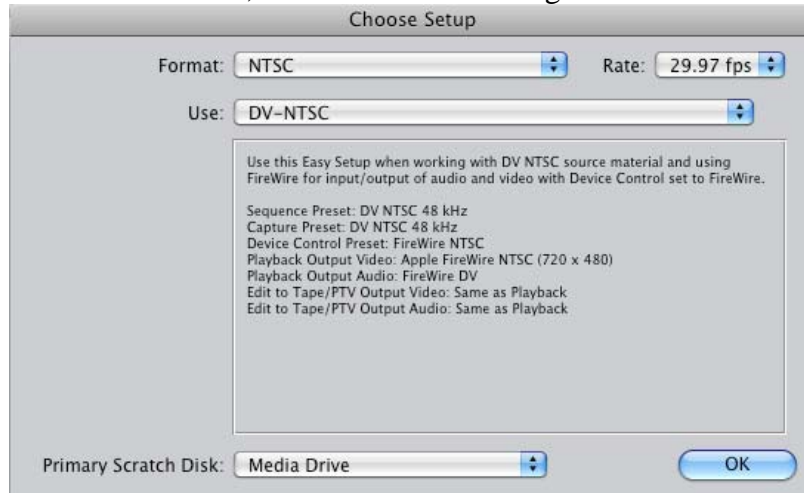 Choose Setup
Format: NTSC Rate: 29.97 fps
Use: DV-NTSC
Use this Easy Setup when working with DV NTSC source material and using
FireWire for input/output of audio and video with Device Control set to FireWire.
Sequence Preset: DV NTSC 48 kHz
Capture Preset: DV NTSC 48 kHz
Device Control Preset: FireWire NTSC
Playback Output Video: Apple FireWire NTSC (720 x 480)
Playback Output Audio: FireWire DV
Edit to Tape/PTV Output Video: Same as Playback
Edit to Tape/PTV Output Audio: Same as Playback
Primary Scratch Disk: Media Drive OK